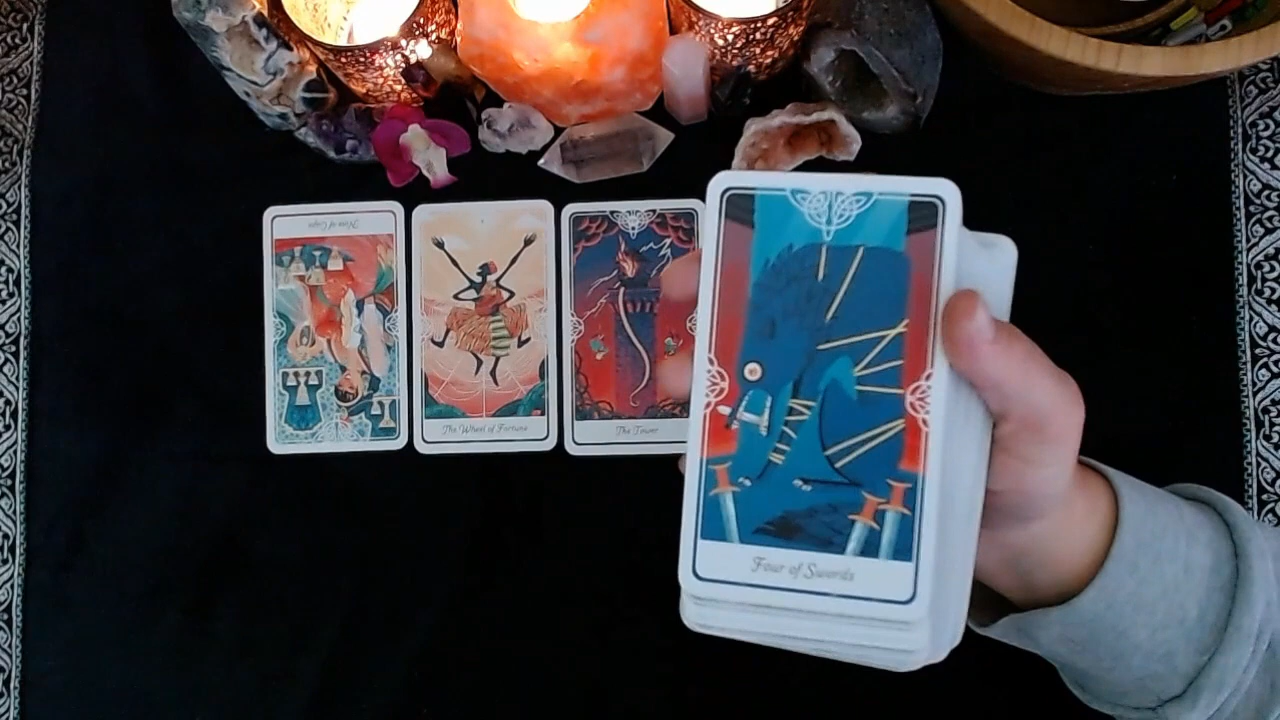 Nine of Cups
The Wheel of Fortune
The Tower
Four of Swords